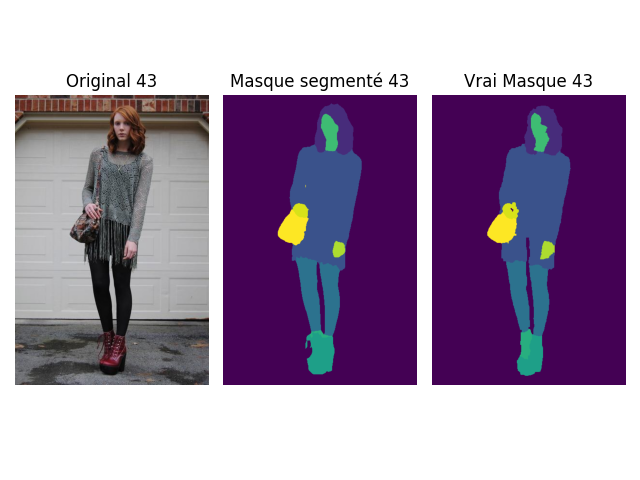 Original 43
Masque segmenté 43
Vrai Masque 43